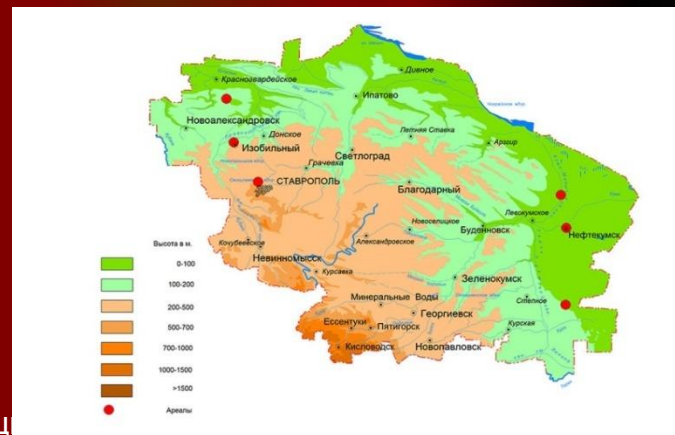 Дивное
Красногвардейское
Ипатово
Новоалександровск
Донское
Летняя Ставка
Арзгир
Изобильный
Светлоград
Грачевка
СТАВРОПОЛЬ
Благодарный
Левокумское
Новоселицкое
Буденновск
Нефтекумск
Кочубеевское
Александровское
Невинномысск
Курсавка
Зеленокумск
Минеральные Воды
Степное
Георгиевск
Ессентуки
Пятигорск
Курская
Кисловодск
Новопавловск
Высота в м.
0-100
100-200
200-500
500-700
700-1000
1000-1500
>1500
Ареалы